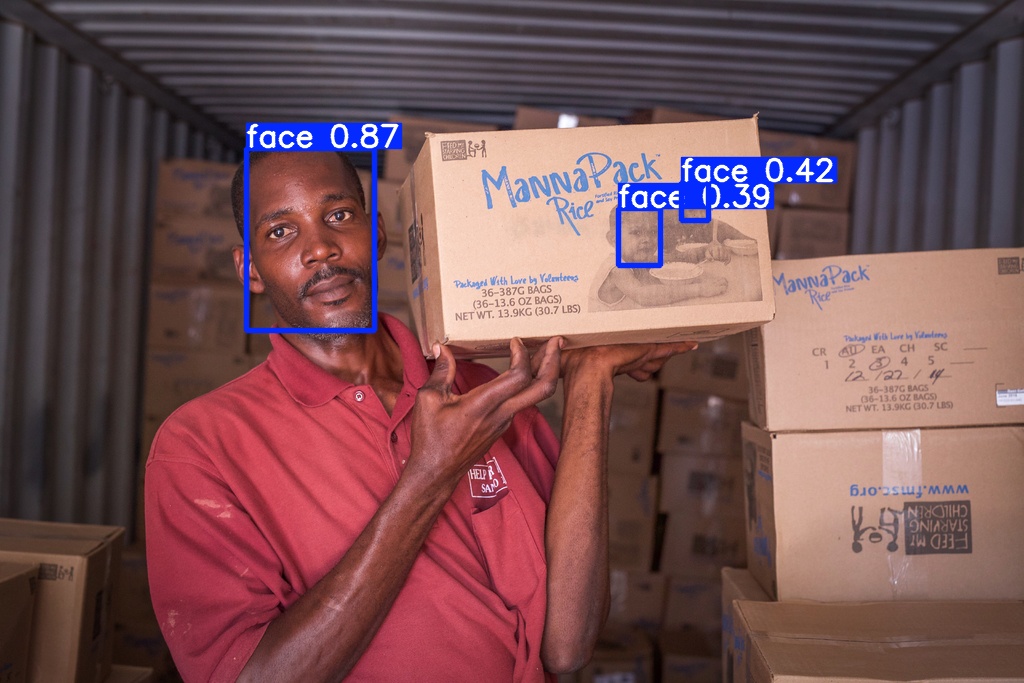 face 0.87
face 0.42
face 0.39
FEED MY
STARVING
CHILDREN
MannaPack
Rice
Packaged With Love by Volunteers
36-387G BAGS
(36-13.6 OZ BAGS)
NET WT. 13.9KG (30.7 LBS)
MannaPack
Rice
Packaged With Love by Volunteers
CR AU EA CH SC
1 2 3 4 5
12/22/14
36-387G BAGS
(36-13.6 OZ BAGS)
NET WT. 13.9KG (30.7 LBS)
HELP
www.fmsc.org
FEED MY
STARVING
CHILDREN